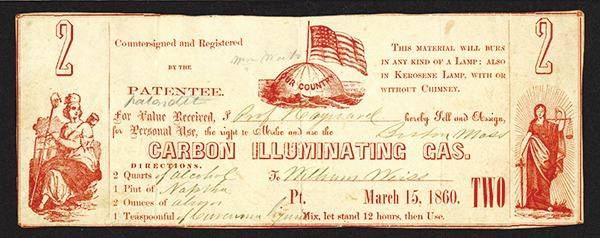 2
Countersigned and Registered
BY THE
PATENTEE.
OUR COUNTRY
THIS MATERIAL WILL BURN
IN ANY KIND OF A LAMP: ALSO
IN KEROSENE LAMP, WITH OR
WITHOUT CHIMNEY.
2
For Value Received, I Prof Hayward hereby Sell and Assign,
for Personal Use, the right to Make and use the Boston Mass
CARBON ILLUMINATING GAS.
DIRECTIONS.
2 Quarts of alcohol To William
1 Pint of Naptha Pt. March 15, 1860. TWO
2 Ounces of
1 Teaspoonful of Curcuma Mix, let stand 12 hours, then Use.